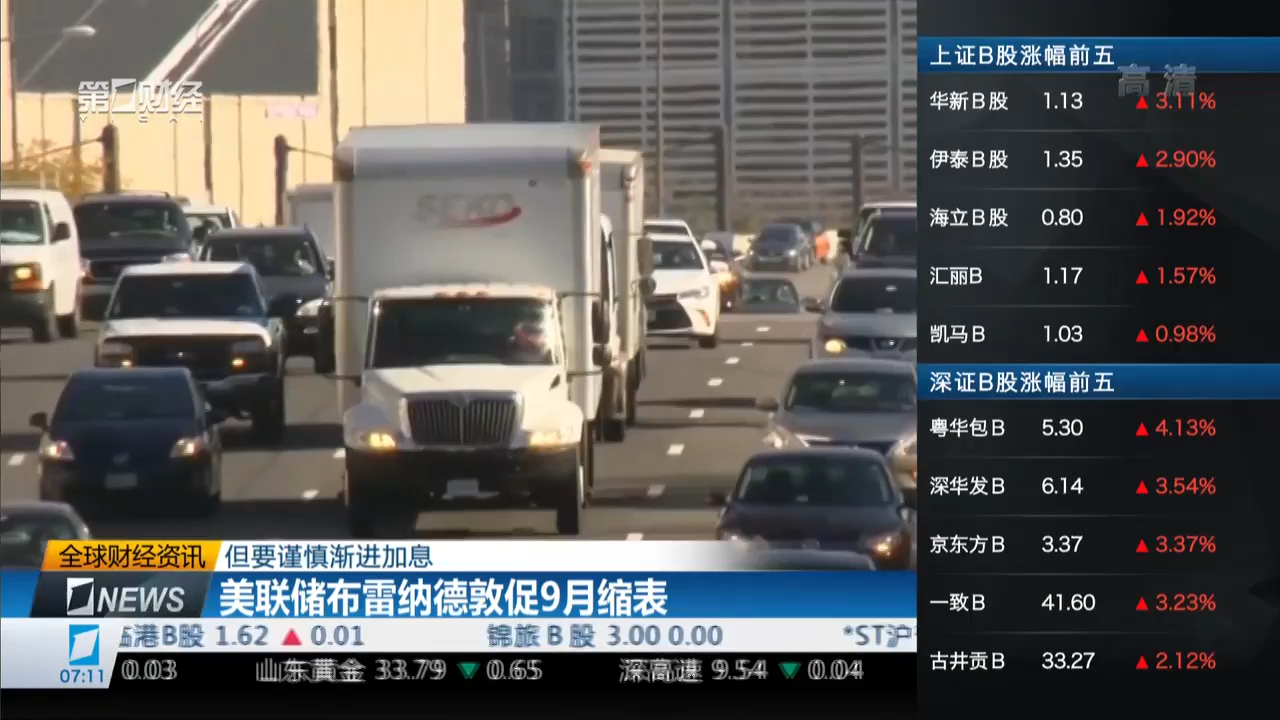 第一财经
高清
SEKO
上证B股涨幅前五
华新B股 1.13 ▲3.11%
伊泰B股 1.35 ▲2.90%
海立B股 0.80 ▲1.92%
汇丽B 1.17 ▲1.57%
凯马B 1.03 ▲0.98%
深证B股涨幅前五
粤华包B 5.30 ▲4.13%
深华发B 6.14 ▲3.54%
京东方B 3.37 ▲3.37%
一致B 41.60 ▲3.23%
古井贡B 33.27 ▲2.12%
全球财经资讯 但要谨慎渐进加息
NEWS 美联储布雷纳德敦促9月缩表
港B股 1.62 ▲ 0.01 锦旅B股 3.00 0.00 *ST沪
07:11 0.03 山东黄金 33.79 ▼ 0.65 深高速 9.54 ▼ 0.04